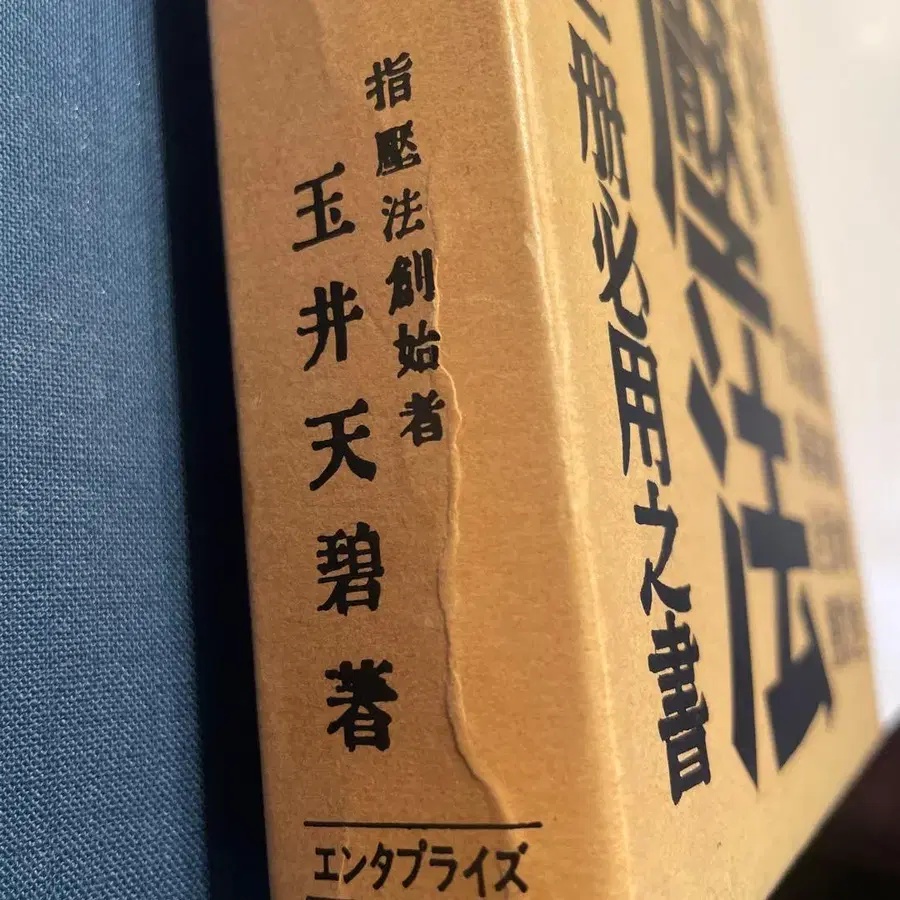 指壓法創始者
玉井天碧著
エンタプライズ
壓法
冊必用之書